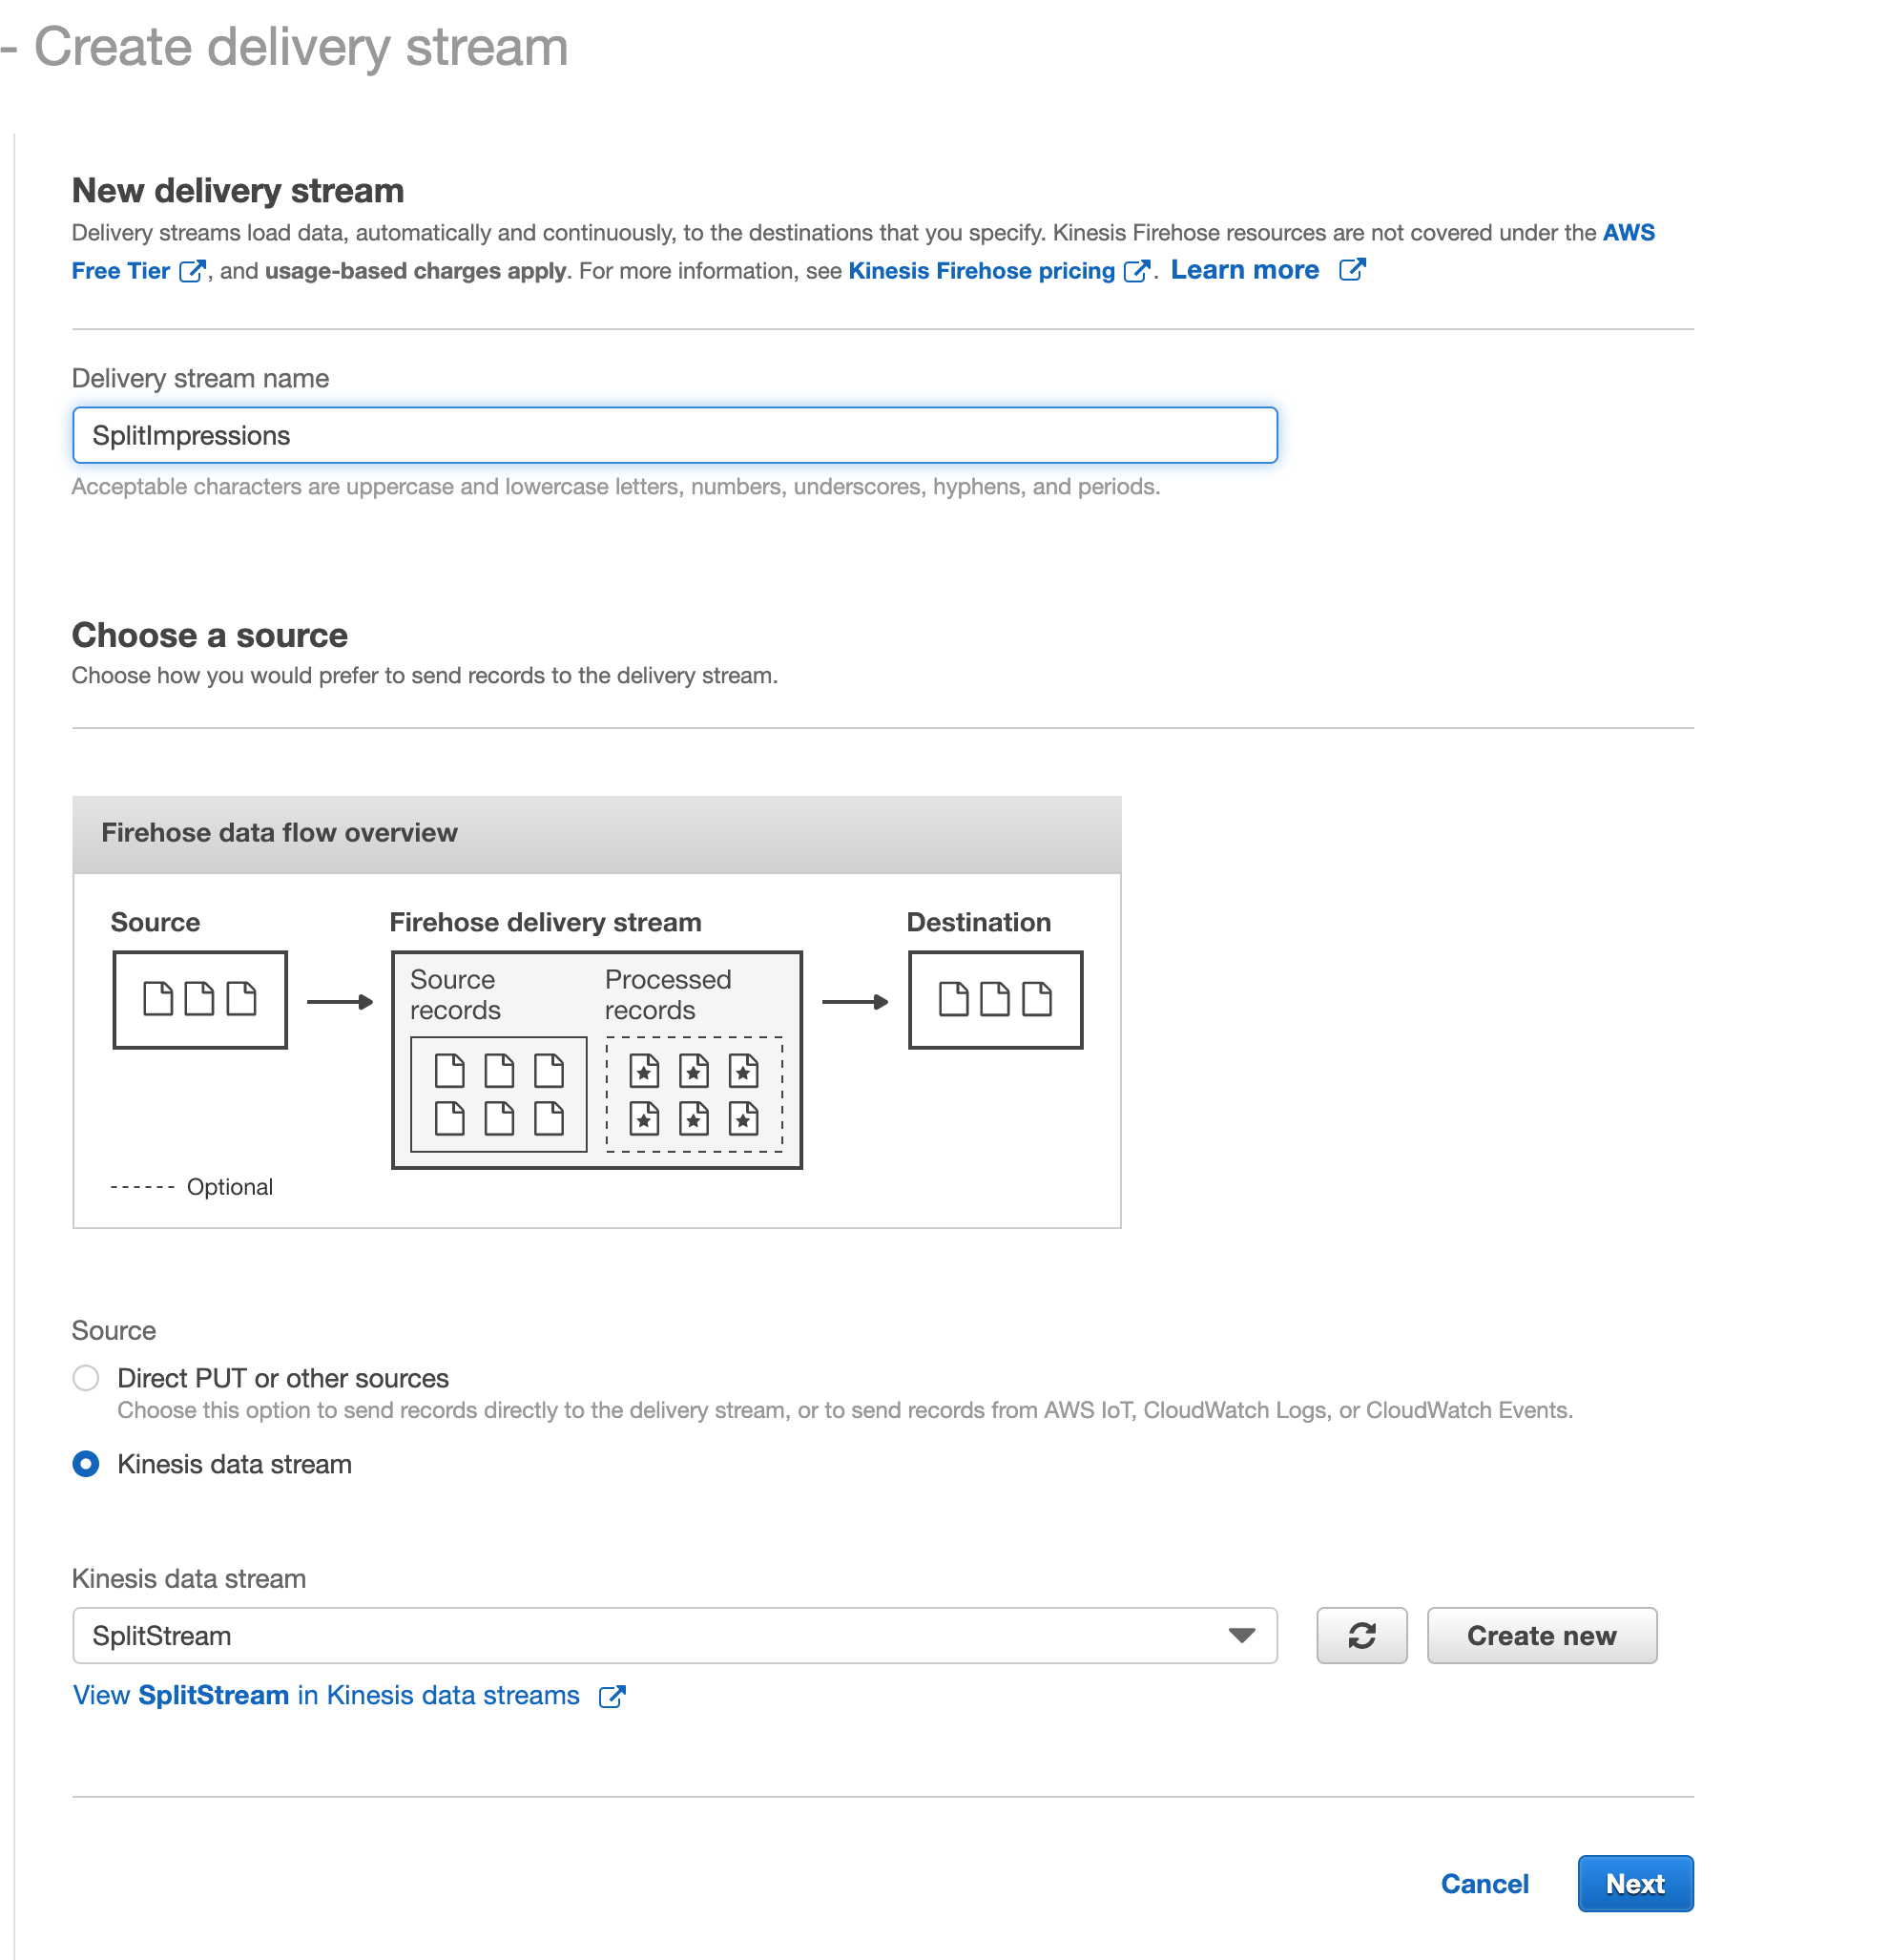 - Create delivery stream
New delivery stream
Delivery streams load data, automatically and continuously, to the destinations that you specify. Kinesis Firehose resources are not covered under the AWS
Free Tier, and usage-based charges apply. For more information, see Kinesis Firehose pricing. Learn more
Delivery stream name
SplitImpressions
Acceptable characters are uppercase and lowercase letters, numbers, underscores, hyphens, and periods.
Choose a source
Choose how you would prefer to send records to the delivery stream.
Firehose data flow overview
Source
Firehose delivery stream
Destination
Source
records
Processed
records
Optional
Source
Direct PUT or other sources
Choose this option to send records directly to the delivery stream, or to send records from AWS IoT, CloudWatch Logs, or CloudWatch Events.
Kinesis data stream
Kinesis data stream
SplitStream
Create new
View SplitStream in Kinesis data streams
Cancel
Next